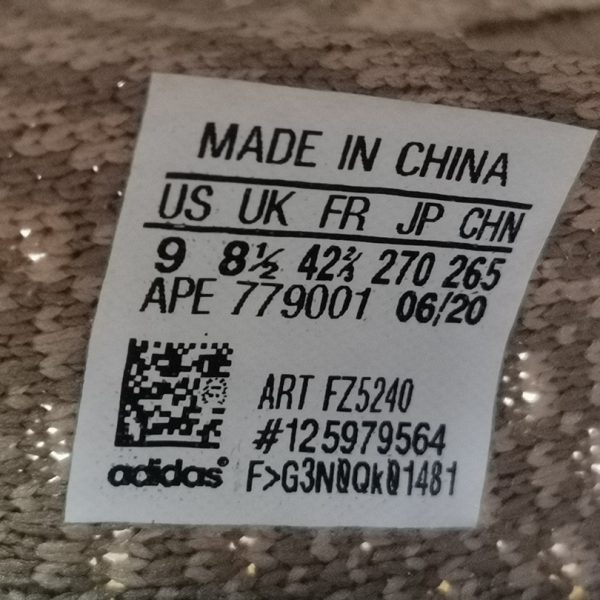 MADE IN CHINA
US UK FR JP CHN
9 8½ 42⅔ 270 265
APE 779001 06/20
ART FZ5240
#125979564
adidas® F>G3N0Qk01481